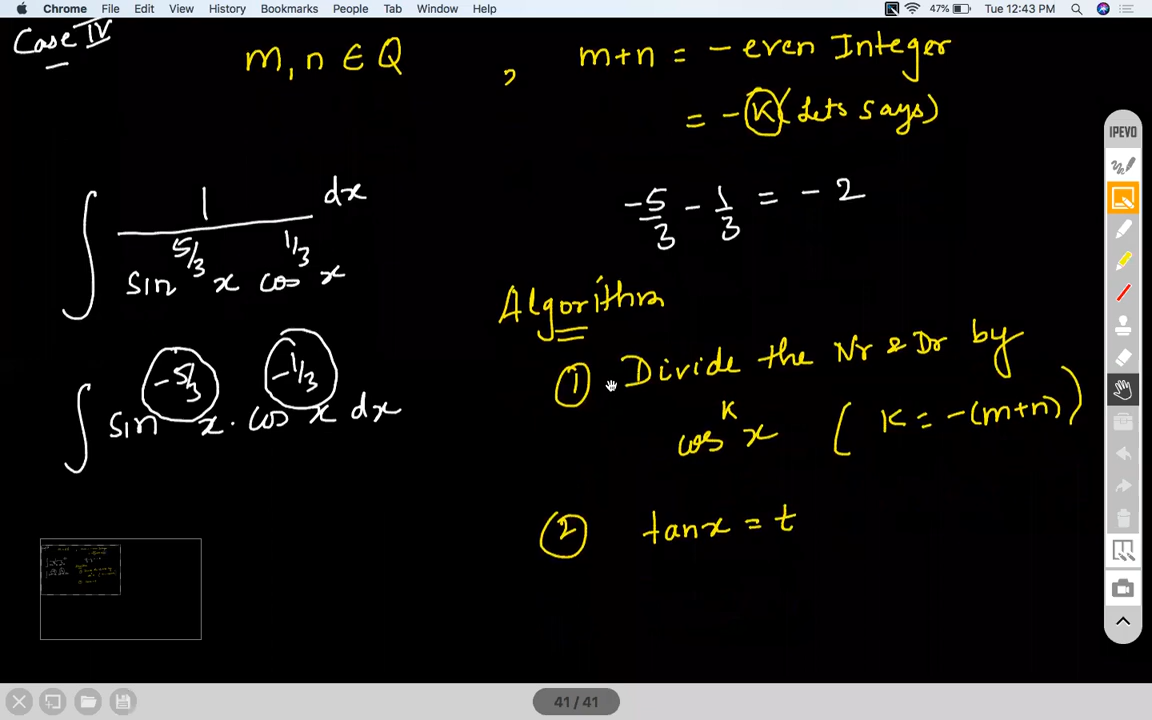 Chrome File Edit View History Bookmarks People Tab Window Help 47% Tue 12:43 PM
Case IV
m, n ∈ Q , m+n = - even Integer
= - K (Lets says)
∫ 1 / (sin^(5/3) x cos^(1/3) x) dx
-5/3 - 1/3 = - 2
Algorithm
① Divide the Nr & Dr by
cos^K x ( K = -(m+n) )
∫ sin^(-5/3) x . cos^(-1/3) x dx
② tanx = t
IPEVO
41 / 41